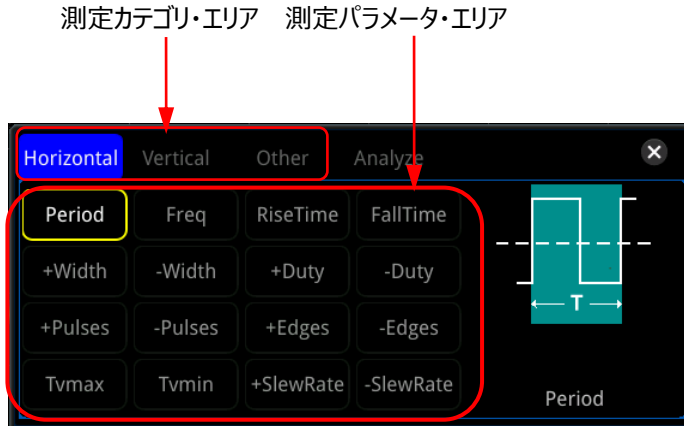 測定カテゴリ・エリア 測定パラメータ・エリア
Horizontal Vertical Other Analyze
Period Freq RiseTime FallTime
+Width -Width +Duty -Duty
T
+Pulses -Pulses +Edges -Edges
Tvmax Tvmin +SlewRate -SlewRate
Period